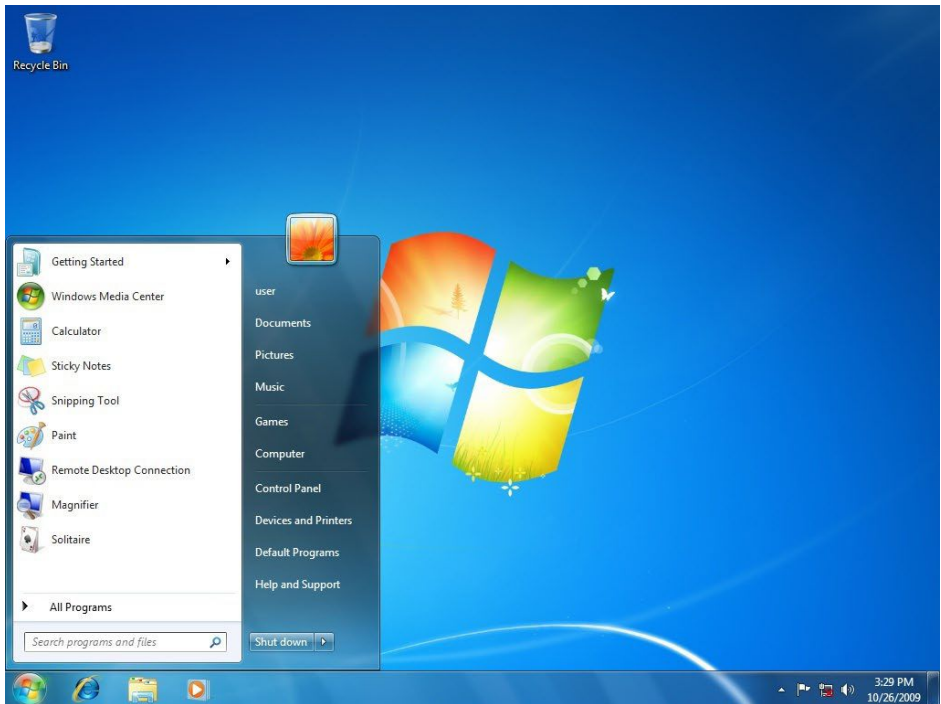 Recycle Bin
Getting Started
Windows Media Center
Calculator
Sticky Notes
Snipping Tool
Paint
Remote Desktop Connection
Magnifier
Solitaire
All Programs
Search programs and files
user
Documents
Pictures
Music
Games
Computer
Control Panel
Devices and Printers
Default Programs
Help and Support
Shut down
3:29 PM
10/26/2009